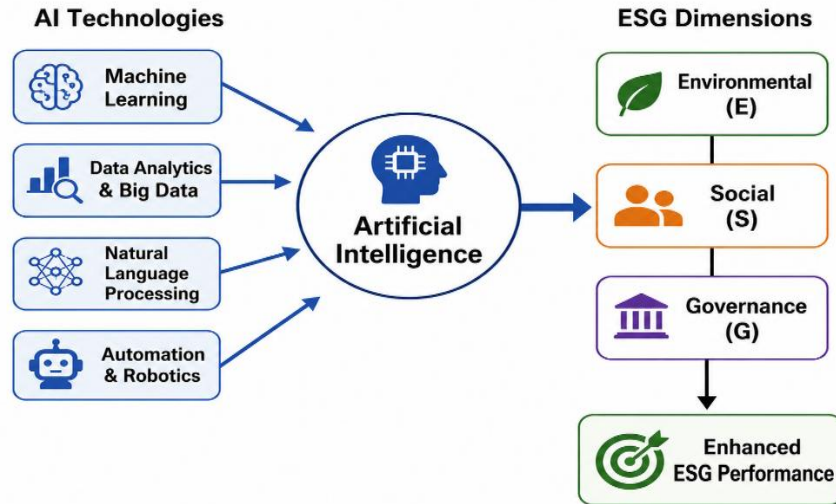 AI Technologies
Machine
Learning
Data Analytics
& Big Data
Natural
Language
Processing
Automation
& Robotics
Artificial
Intelligence
ESG Dimensions
Environmental
(E)
Social
(S)
Governance
(G)
Enhanced
ESG Performance